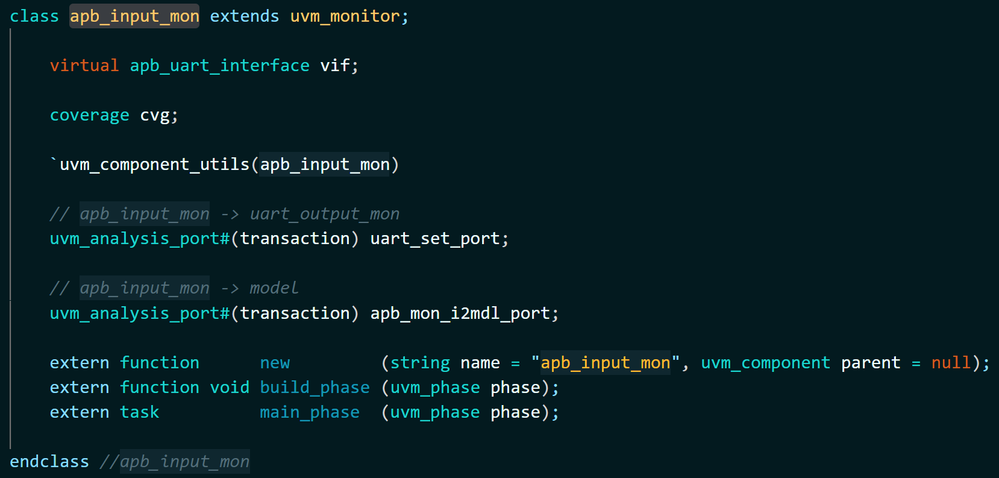 class apb_input_mon extends uvm_monitor;
virtual apb_uart_interface vif;
coverage cvg;
`uvm_component_utils(apb_input_mon)
// apb_input_mon -> uart_output_mon
uvm_analysis_port#(transaction) uart_set_port;
// apb_input_mon -> model
uvm_analysis_port#(transaction) apb_mon_i2mdl_port;
extern function new (string name = "apb_input_mon", uvm_component parent = null);
extern function void build_phase (uvm_phase phase);
extern task main_phase (uvm_phase phase);
endclass //apb_input_mon